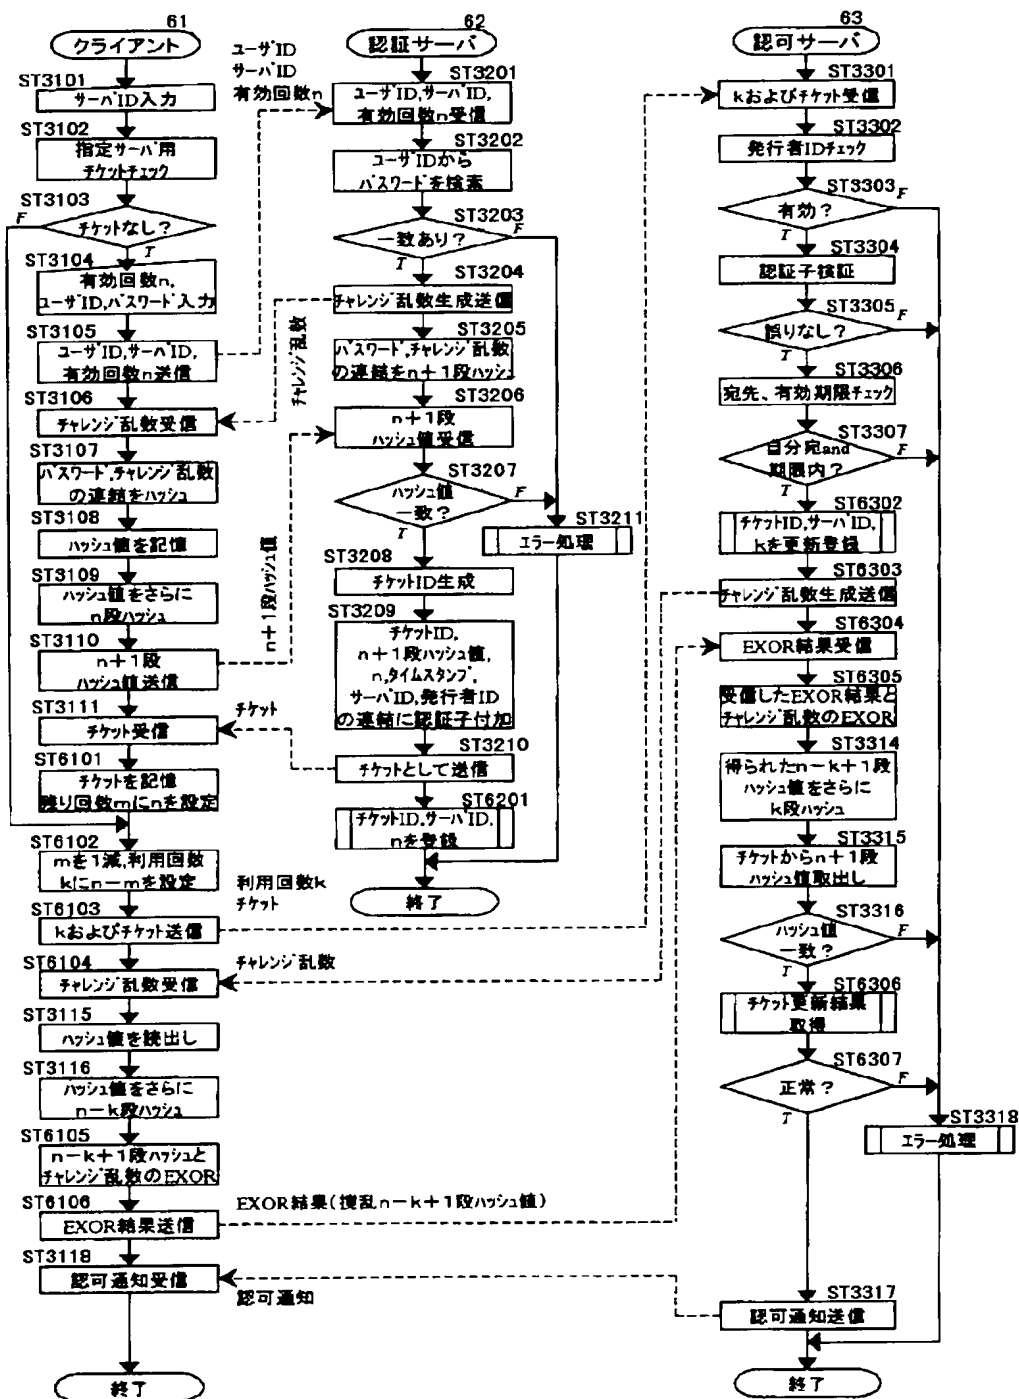 61
クライアント
ST3101
サーバID入力
ST3102
指定サーバ用
チケットチェック
ST3103
F
チケットなし?
T
ST3104
有効回数n,
ユーザID,パスワード入力
ST3105
ユーザID,サーバID,
有効回数n送信
ST3106
チャレンジ乱数受信
ST3107
パスワード,チャレンジ乱数
の連結をハッシュ
ST3108
ハッシュ値を記憶
ST3109
ハッシュ値をさらに
n段ハッシュ
ST3110
n+1段
ハッシュ値送信
ST3111
チケット受信
ST6101
チケットを記憶
残り回数mにnを設定
ST6102
mを1減,利用回数
kにn−mを設定
ST6103
kおよびチケット送信
ST6104
チャレンジ乱数受信
ST3115
ハッシュ値を読出し
ST3116
ハッシュ値をさらに
n−k段ハッシュ
ST6105
n−k+1段ハッシュと
チャレンジ乱数のEXOR
ST6106
EXOR結果送信
ST3118
認可通知受信
終了
ユーザID
サーバID
有効回数n
チャレンジ乱数
n+1段ハッシュ値
チケット
利用回数k
チケット
チャレンジ乱数
EXOR結果(撹乱n−k+1段ハッシュ値)
認可通知
62
認証サーバ
ST3201
ユーザID,サーバID,
有効回数n受信
ST3202
ユーザIDから
パスワードを検索
ST3203
一致あり?
F
T
ST3204
チャレンジ乱数生成送信
ST3205
パスワード,チャレンジ乱数
の連結をn+1段ハッシュ
ST3206
n+1段
ハッシュ値受信
ST3207
ハッシュ値
一致?
F
T
ST3211
エラー処理
ST3208
チケットID生成
ST3209
チケットID,
n+1段ハッシュ値,
n,タイムスタンプ,
サーバID,発行者ID
の連結に認証子付加
ST3210
チケットとして送信
ST6201
チケットID,サーバID,
nを登録
終了
63
認可サーバ
ST3301
kおよびチケット受信
ST3302
発行者IDチェック
ST3303
有効?
F
T
ST3304
認証子検証
ST3305
誤りなし?
F
T
ST3306
宛先、有効期限チェック
ST3307
自分宛and
期限内?
F
T
ST6302
チケットID,サーバID,
kを更新登録
ST6303
チャレンジ乱数生成送信
ST6304
EXOR結果受信
ST6305
受信したEXOR結果と
チャレンジ乱数のEXOR
ST3314
得られたn−k+1段
ハッシュ値をさらに
k段ハッシュ
ST3315
チケットからn+1段
ハッシュ値取出し
ST3316
ハッシュ値
一致?
F
T
ST6306
チケット更新結果
取得
ST6307
正常?
F
T
ST3318
エラー処理
ST3317
認可通知送信
終了